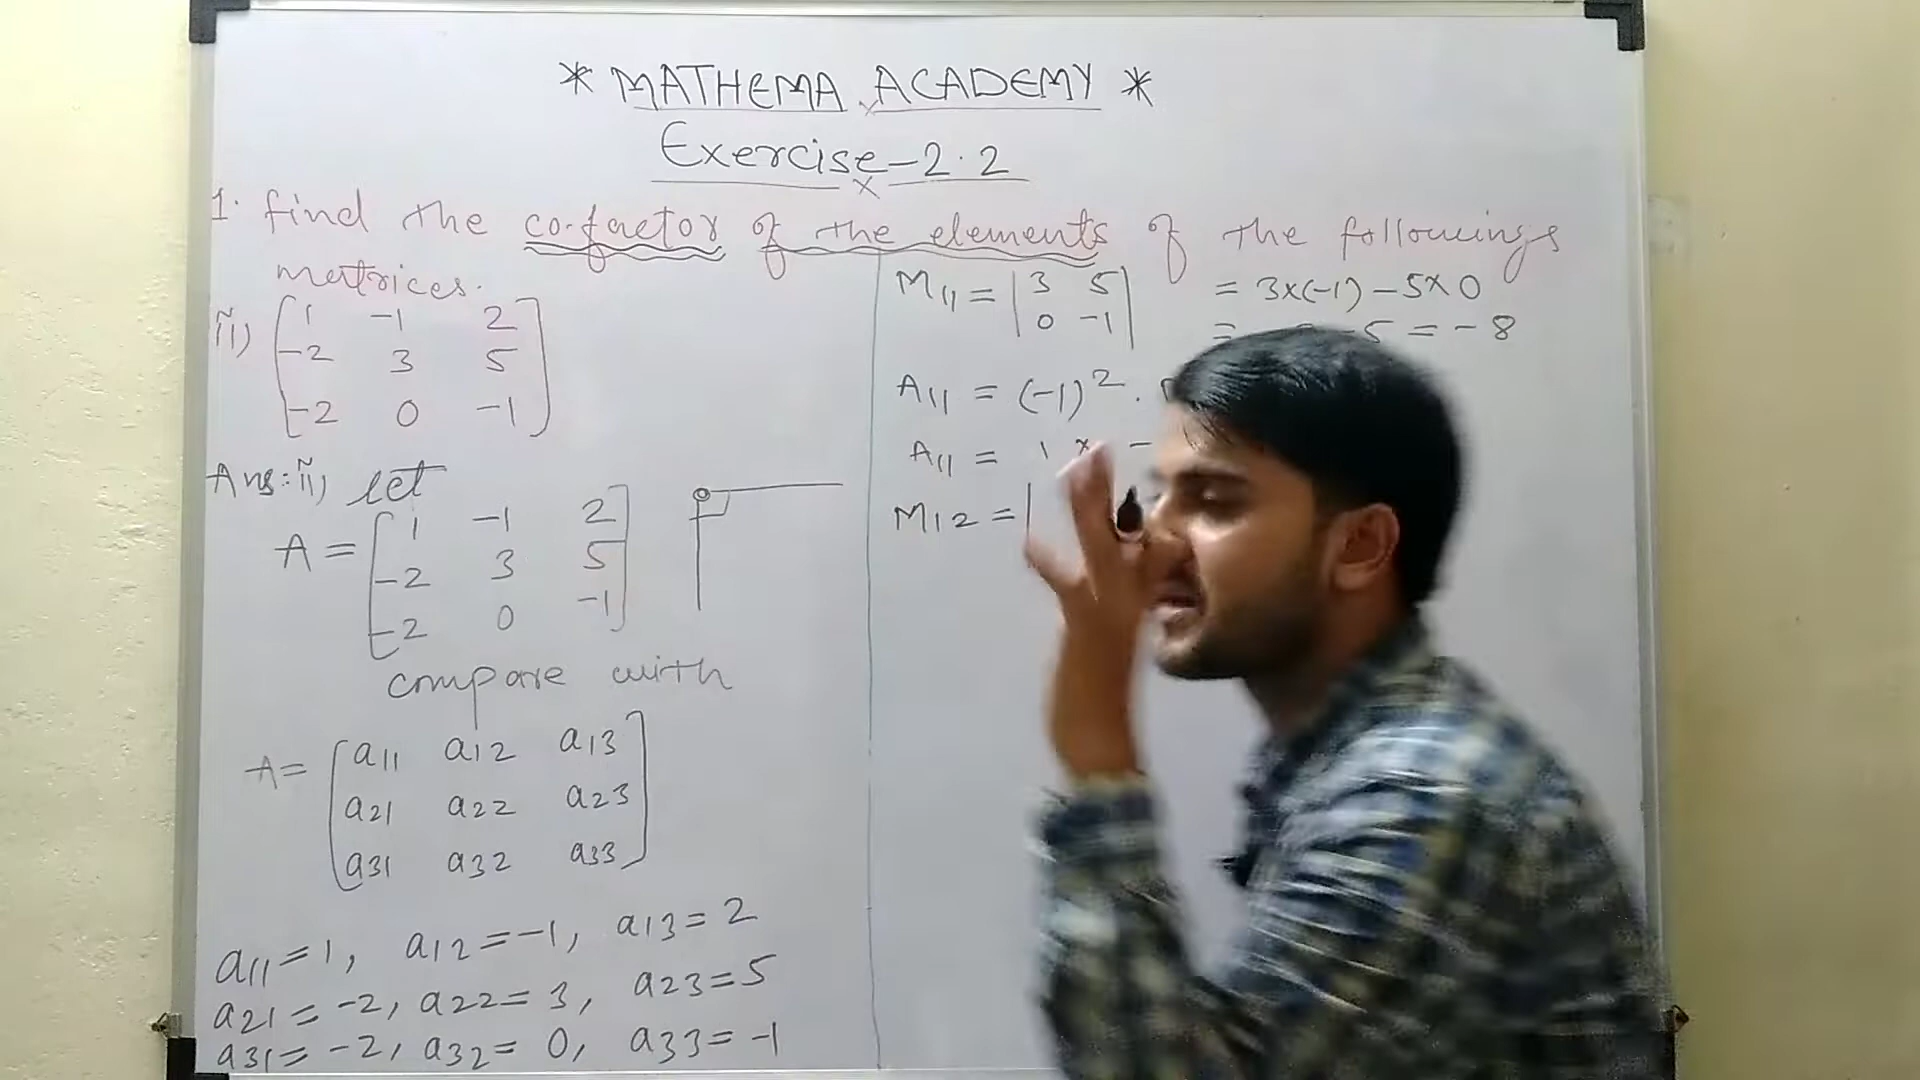 * MATHEMA ACADEMY *
Exercise-2.2
1. find the co-factor of the elements of the followings
matrices.
ii) [1 -1 2
-2 3 5
-2 0 -1]
Ans: ii) let
A = [1 -1 2
-2 3 5
-2 0 -1]
compare with
A = [a11 a12 a13
a21 a22 a23
a31 a32 a33]
a11 = 1, a12 = -1, a13 = 2
a21 = -2, a22 = 3, a23 = 5
a31 = -2, a32 = 0, a33 = -1
M11 = |3 5
0 -1| = 3×(-1) - 5×0
= 5 = -8
A11 = (-1)² ·
A11 = 1 × -
M12 = |